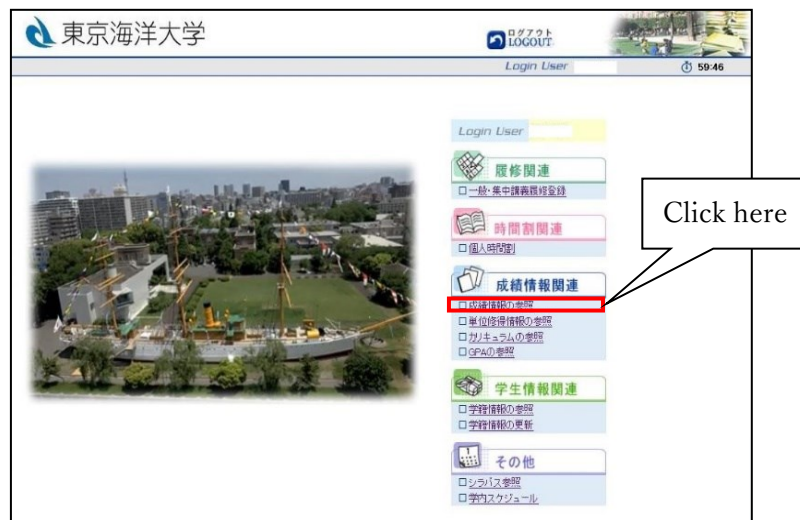 東京海洋大学
ログアウト
LOGOUT
Login User
59:46
Login User
履修関連
一般・集中講義履修登録
時間割関連
個人時間割
Click here
成績情報関連
成績情報の参照
単位修得情報の参照
カリキュラムの参照
GPAの参照
学生情報関連
学籍情報の参照
学籍情報の更新
その他
シラバス参照
学内スケジュール